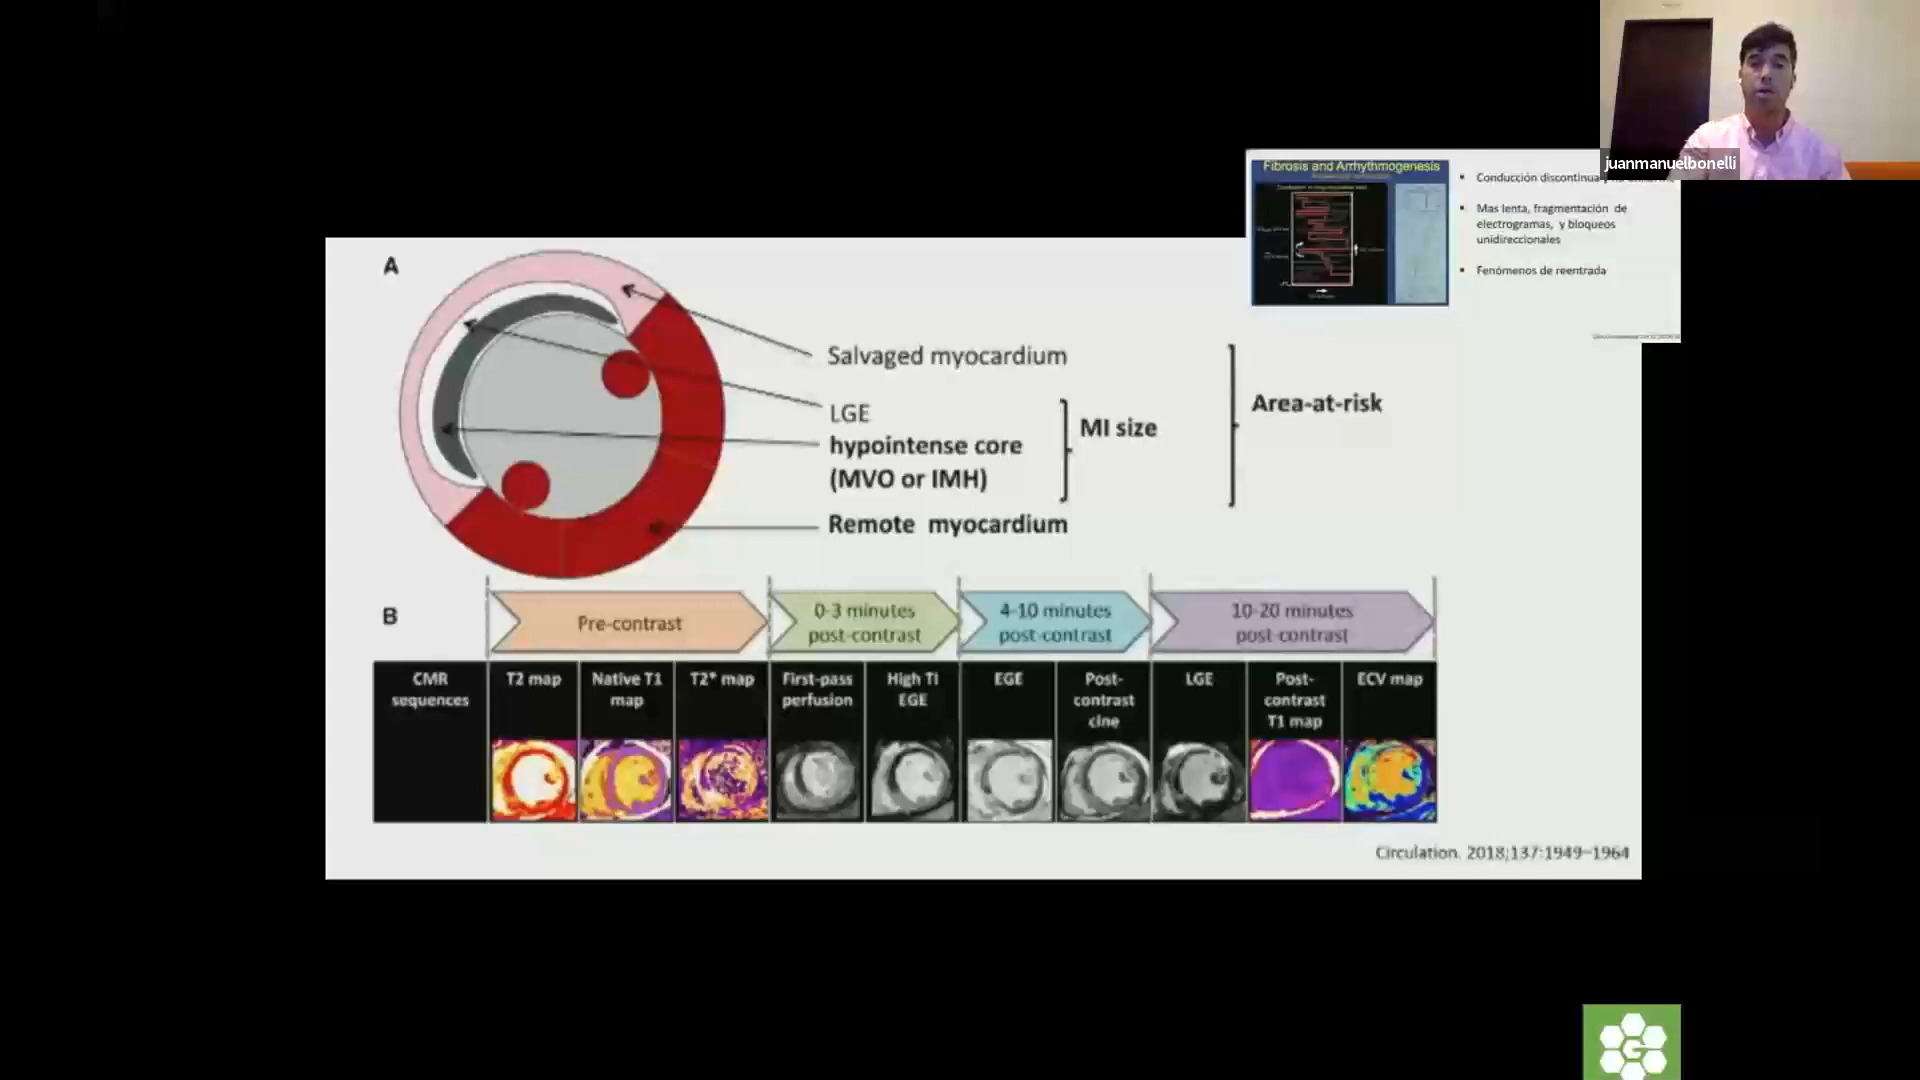 juanmanuelbonelli
Fibrosis and Arrhythmogenesis
• Conducción discontinua
• Mas lenta, fragmentación de
electrogramas, y bloqueos
unidireccionales
• Fenómenos de reentrada
A
Salvaged myocardium
LGE
hypointense core
(MVO or IMH)
MI size
Area-at-risk
Remote myocardium
B
Pre-contrast
0-3 minutes
post-contrast
4-10 minutes
post-contrast
10-20 minutes
post-contrast
CMR
sequences
T2 map
Native T1
map
T2* map
First-pass
perfusion
High TI
EGE
EGE
Post-
contrast
cine
LGE
Post-
contrast
T1 map
ECV map
Circulation. 2018;137:1949–1964